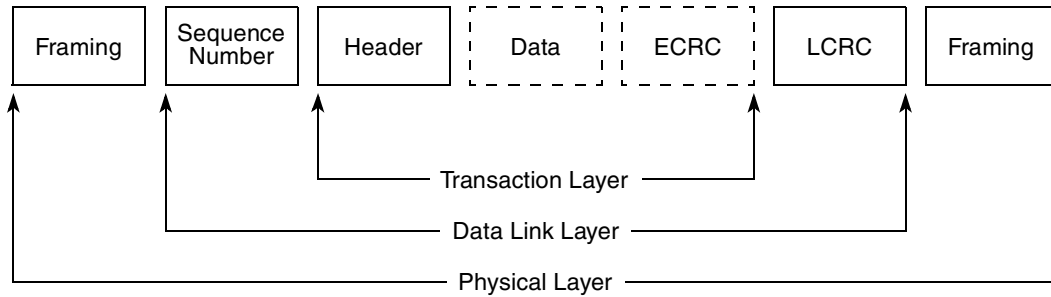 Framing
Sequence
Number
Header
Data
ECRC
LCRC
Framing
Transaction Layer
Data Link Layer
Physical Layer